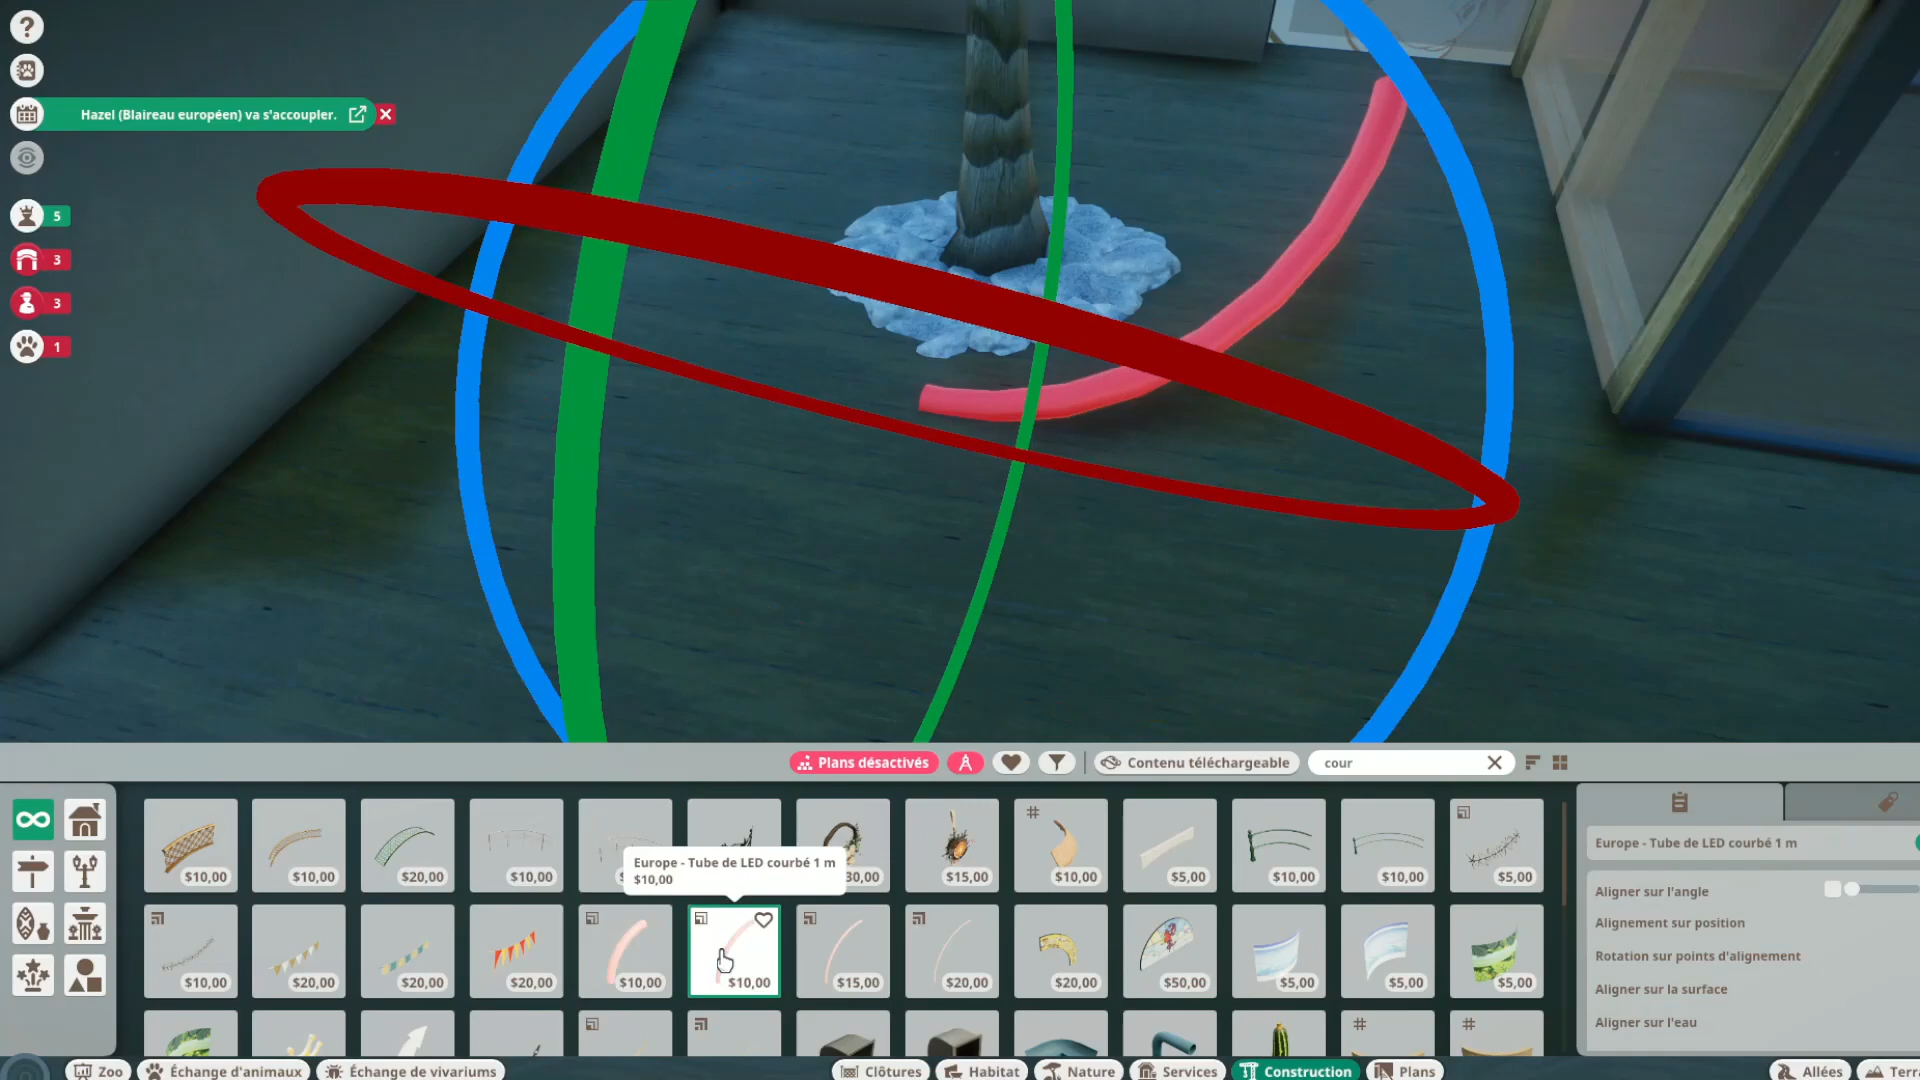 ?
Hazel (Blaireau européen) va s'accoupler.
5
3
3
1
Plans désactivés
Contenu téléchargeable
cour
Europe - Tube de LED courbé 1 m
$10,00
$10,00 $10,00 $20,00 $10,00 30,00 $15,00 $10,00 $5,00 $10,00 $10,00 $5,00
$10,00 $20,00 $20,00 $20,00 $10,00 $10,00 $15,00 $20,00 $20,00 $50,00 $5,00 $5,00 $5,00
Europe - Tube de LED courbé 1 m
Aligner sur l'angle
Alignement sur position
Rotation sur points d'alignement
Aligner sur la surface
Aligner sur l'eau
Zoo Échange d'animaux Échange de vivariums Clôtures Habitat Nature Services Construction Plans Allées Terra